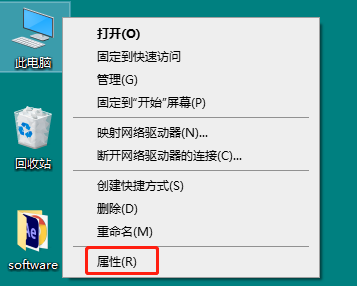 此电脑
回收站
software
打开(O)
固定到快速访问
管理(G)
固定到“开始”屏幕(P)
映射网络驱动器(N)...
断开网络驱动器的连接(C)...
创建快捷方式(S)
删除(D)
重命名(M)
属性(R)
Ae